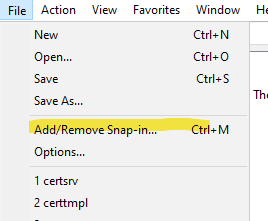 File Action View Favorites Window H
New Ctrl+N
Open... Ctrl+O
Save Ctrl+S
Save As...
The
Add/Remove Snap-in... Ctrl+M
Options...
1 certsrv
2 certtmpl